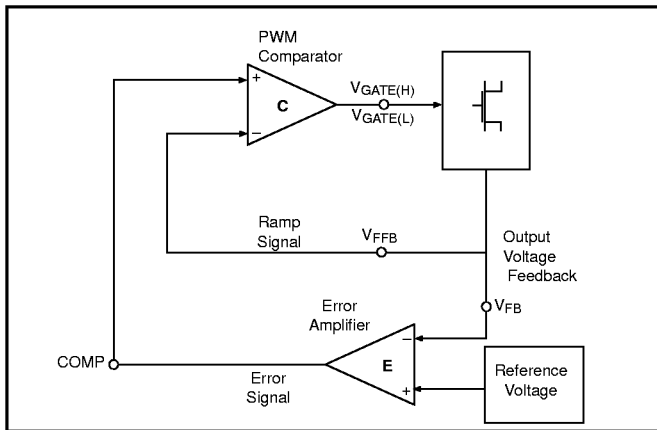 PWM
Comparator
+
C
−
VGATE(H)
VGATE(L)
Ramp
Signal
VFFB
Output
Voltage
Feedback
VFB
Error
Amplifier
−
E
+
COMP
Error
Signal
Reference
Voltage